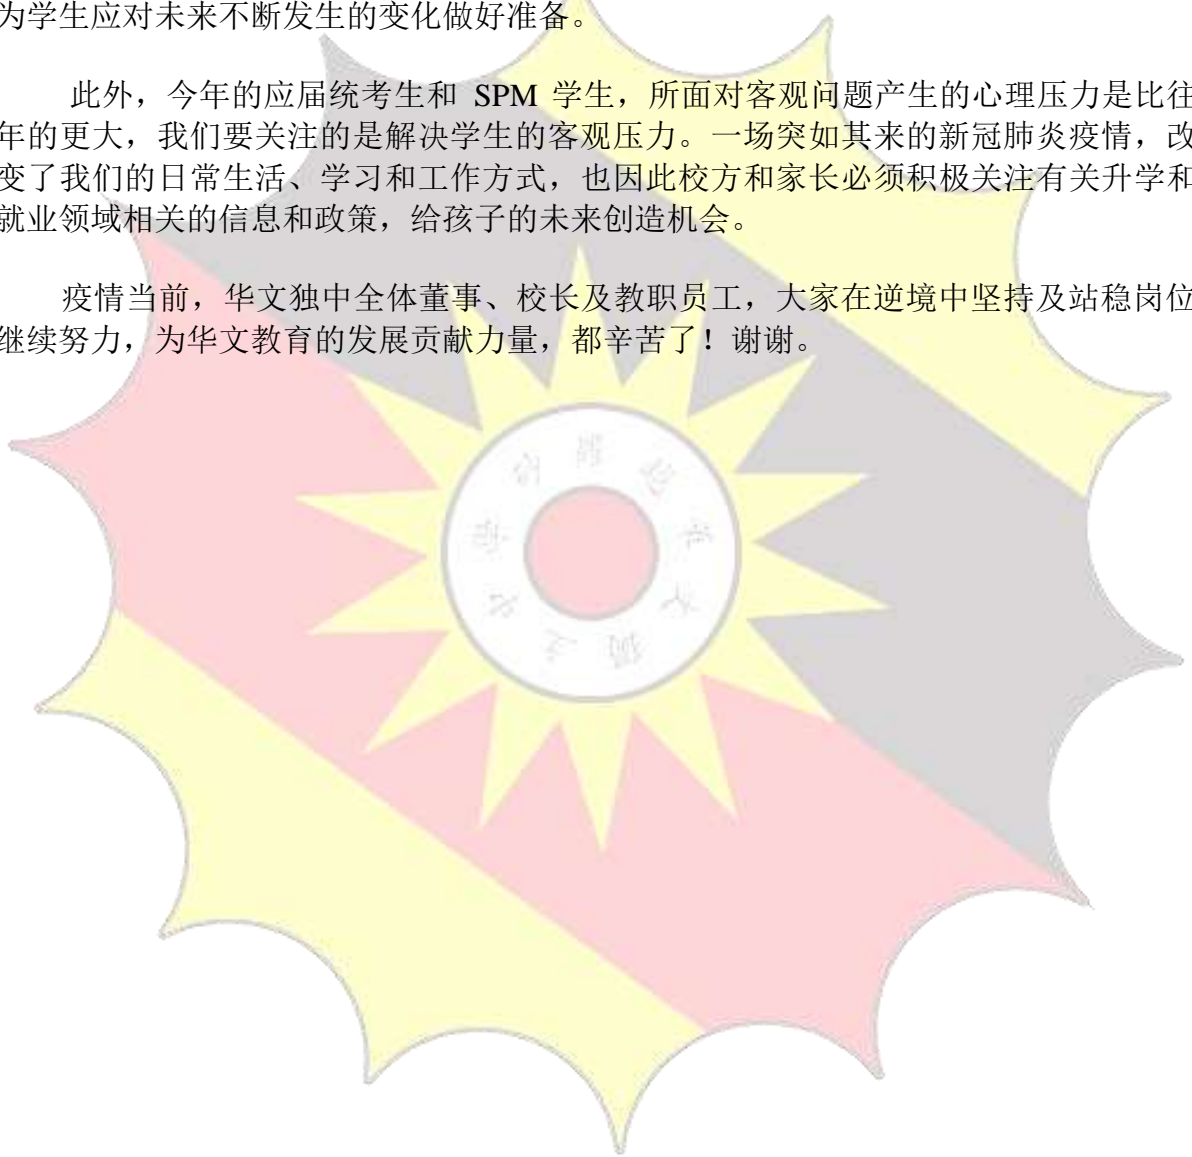 为学生应对未来不断发生的变化做好准备。
此外，今年的应届统考生和 SPM 学生，所面对客观问题产生的心理压力是比往
年的更大，我们要关注的是解决学生的客观压力。一场突如其来的新冠肺炎疫情，改
变了我们的日常生活、学习和工作方式，也因此校方和家长必须积极关注有关升学和
就业领域相关的信息和政策，给孩子的未来创造机会。
疫情当前，华文独中全体董事、校长及教职员工，大家在逆境中坚持及站稳岗位
继续努力，为华文教育的发展贡献力量，都辛苦了！谢谢。